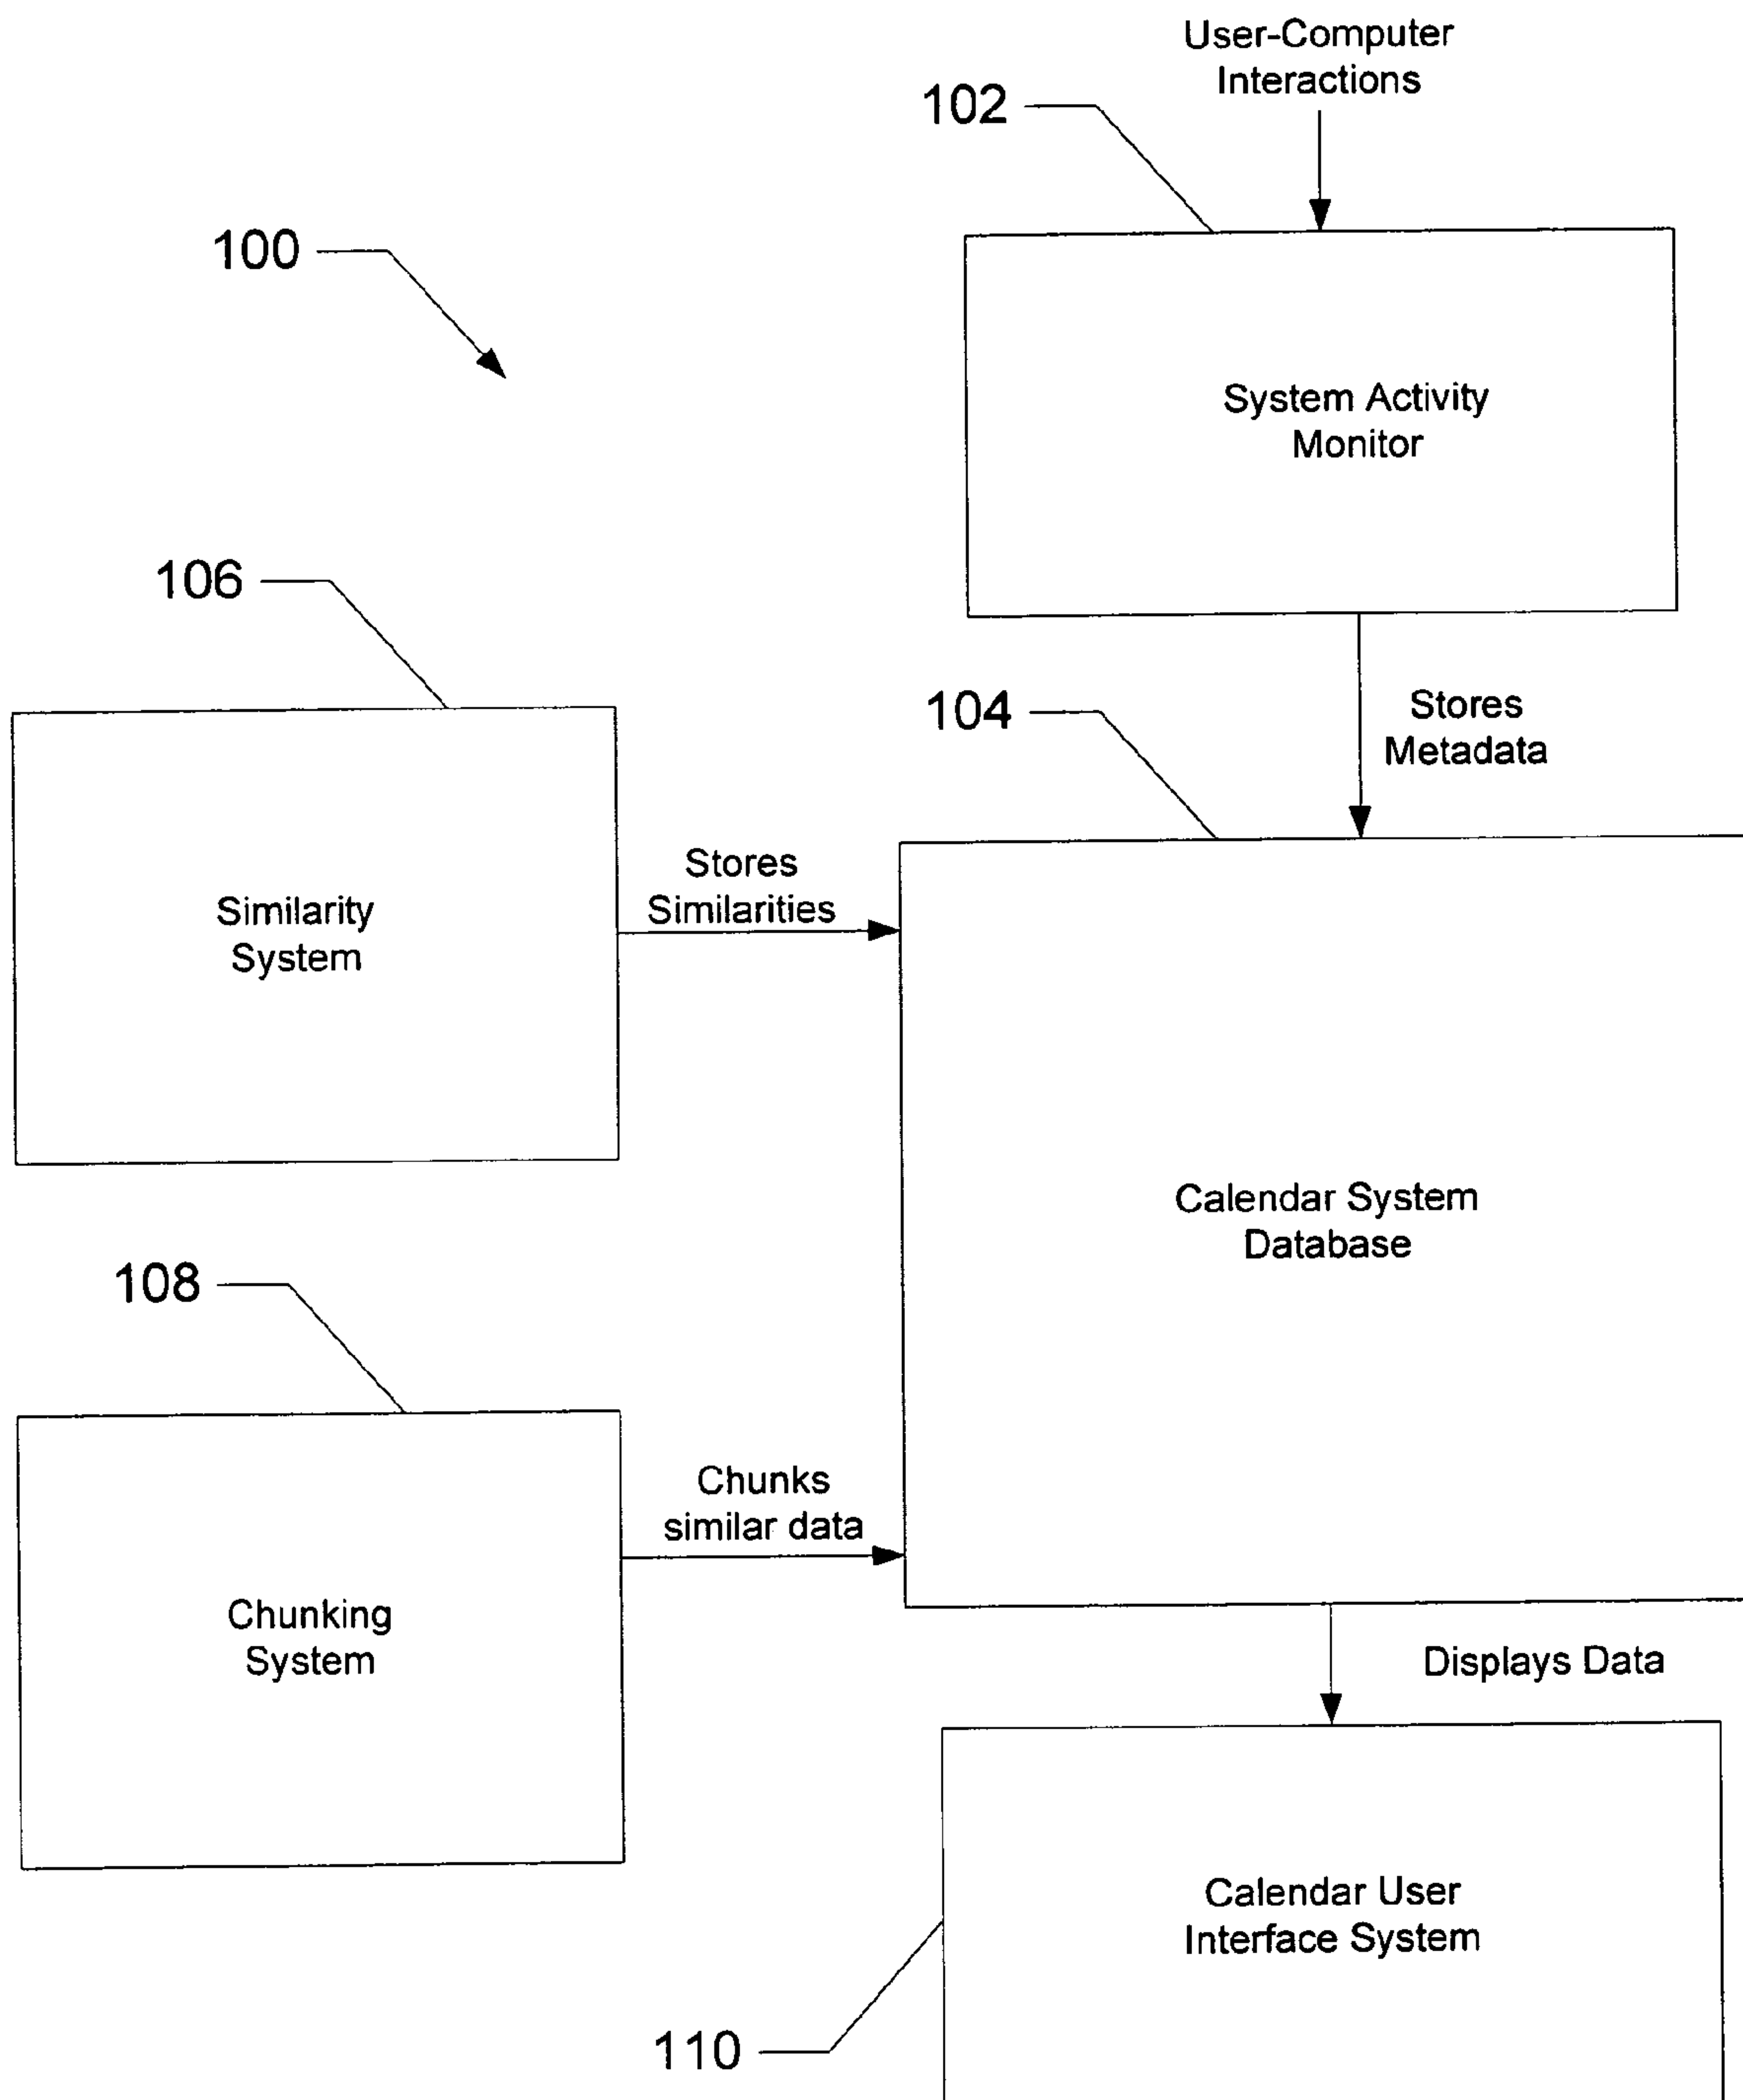 User-Computer
Interactions
102
100
System Activity
Monitor
106
104
Stores
Metadata
Stores
Similarities
Similarity
System
Calendar System
Database
108
Chunks
similar data
Chunking
System
Displays Data
Calendar User
Interface System
110